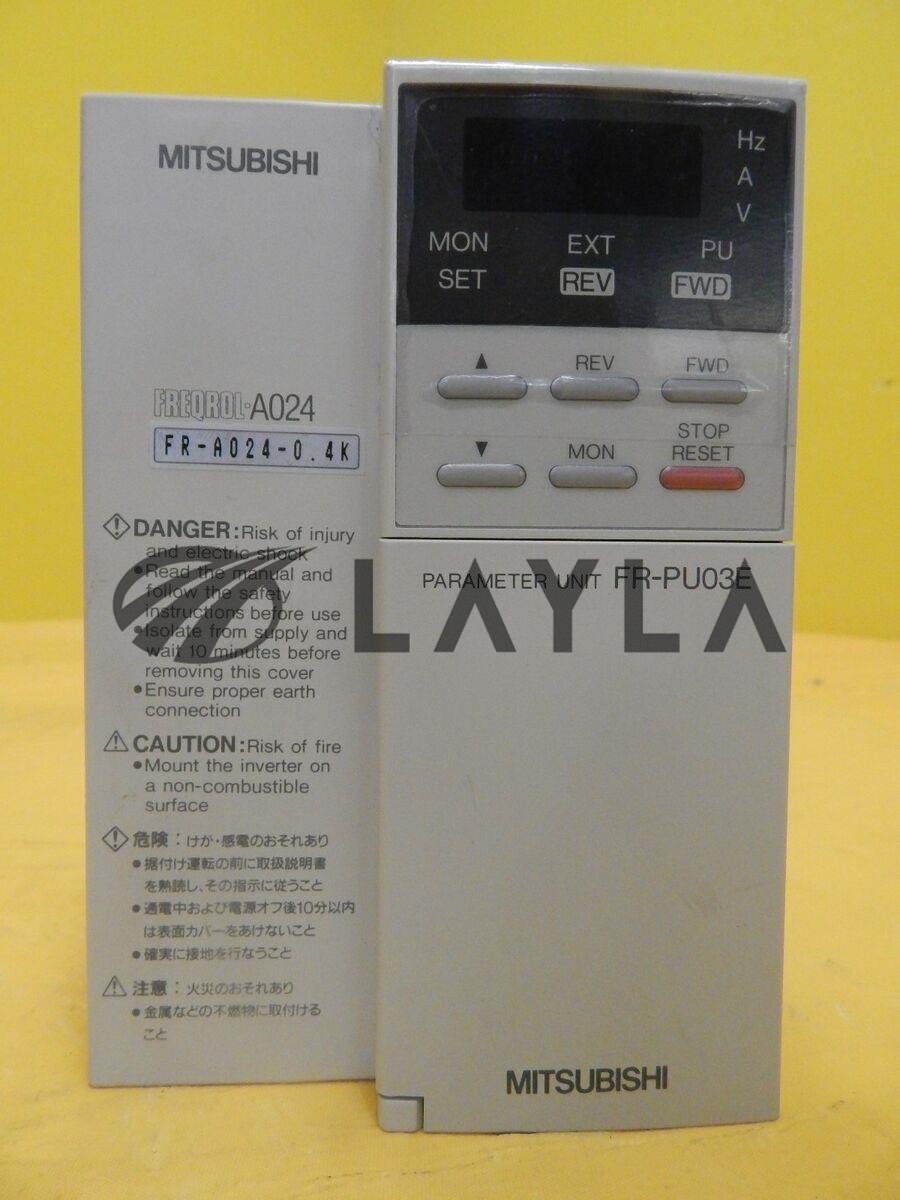 MITSUBISHI
FREQROL-A024
FR-A024-0.4K
DANGER:Risk of injury
and electric shock
•Read the manual and
follow the safety
instructions before use
•Isolate from supply and
wait 10 minutes before
removing this cover
•Ensure proper earth
connection
CAUTION:Risk of fire
•Mount the inverter on
a non-combustible
surface
危険：けが・感電のおそれあり
●据付け運転の前に取扱説明書
を熟読し、その指示に従うこと
●通電中および電源オフ後10分以内
は表面カバーをあけないこと
●確実に接地を行なうこと
注意：火災のおそれあり
●金属などの不燃物に取付ける
こと
Hz
A
V
MON EXT PU
SET REV FWD
▲ REV FWD
STOP
▼ MON RESET
PARAMETER UNIT FR-PU03E
MITSUBISHI
LAYLA